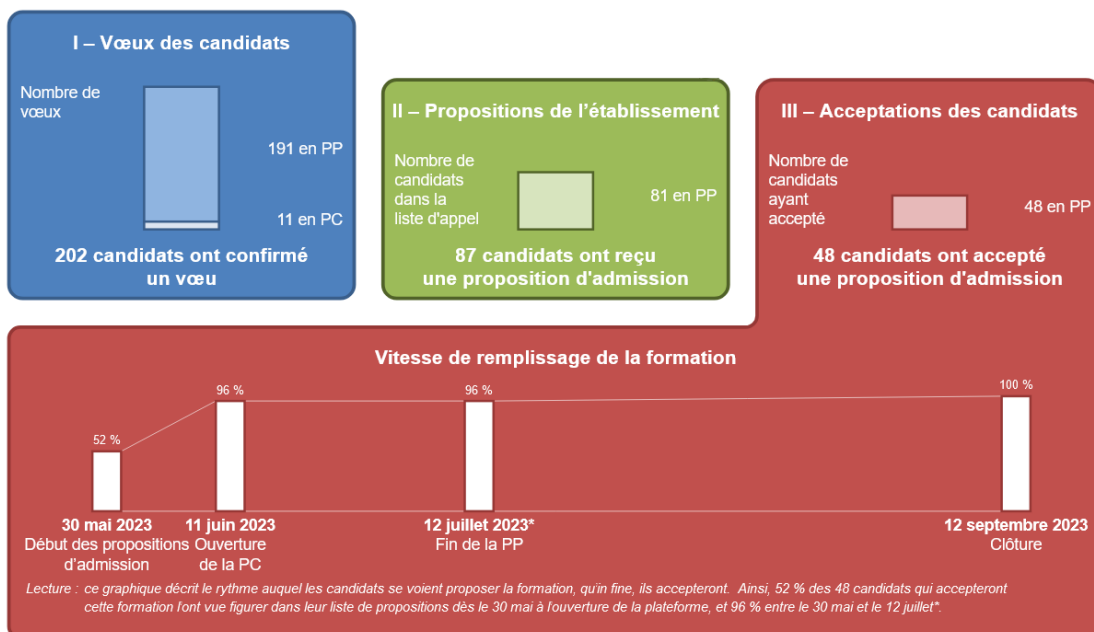 I – Vœux des candidats
Nombre de
vœux
191 en PP
11 en PC
202 candidats ont confirmé
un vœu
II – Propositions de l'établissement
Nombre de
candidats
dans la
liste d'appel
81 en PP
87 candidats ont reçu
une proposition d'admission
III – Acceptations des candidats
Nombre de
candidats
ayant
accepté
48 en PP
48 candidats ont accepté
une proposition d'admission
Vitesse de remplissage de la formation
52 %
96 %
96 %
100 %
30 mai 2023
Début des propositions
d'admission
11 juin 2023
Ouverture
de la PC
12 juillet 2023*
Fin de la PP
12 septembre 2023
Clôture
Lecture : ce graphique décrit le rythme auquel les candidats se voient proposer la formation, qu'in fine, ils accepteront. Ainsi, 52 % des 48 candidats qui accepteront
cette formation l'ont vue figurer dans leur liste de propositions dès le 30 mai à l'ouverture de la plateforme, et 96 % entre le 30 mai et le 12 juillet*.